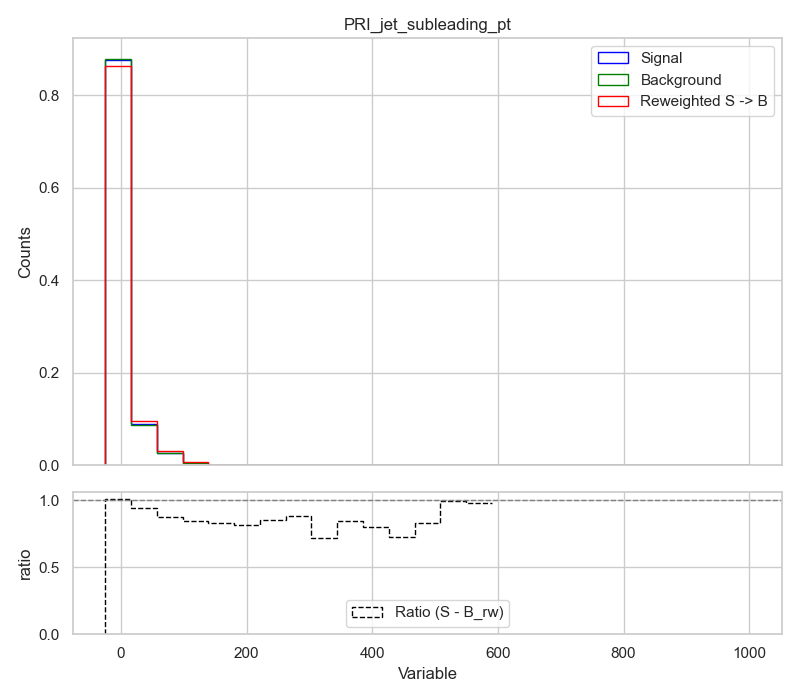 PRI_jet_subleading_pt
Signal
Background
Reweighted S -> B
0.8
0.6
0.4
0.2
0.0
Counts
1.0
0.5
0.0
ratio
Ratio (S - B_rw)
0 200 400 600 800 1000
Variable